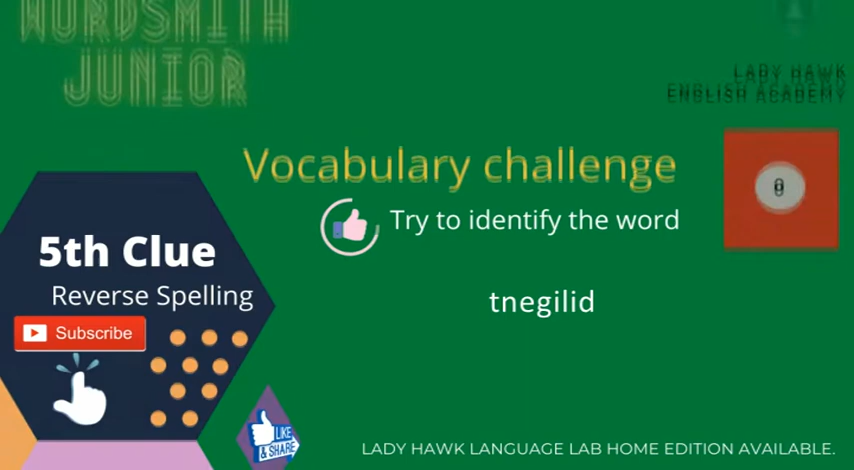 WORDSMITH
JUNIOR
LADY HAWK
ENGLISH ACADEMY
Vocabulary challenge
Try to identify the word
5th Clue
Reverse Spelling
tnegilid
Subscribe
LIKE
& SHARE
LADY HAWK LANGUAGE LAB HOME EDITION AVAILABLE.